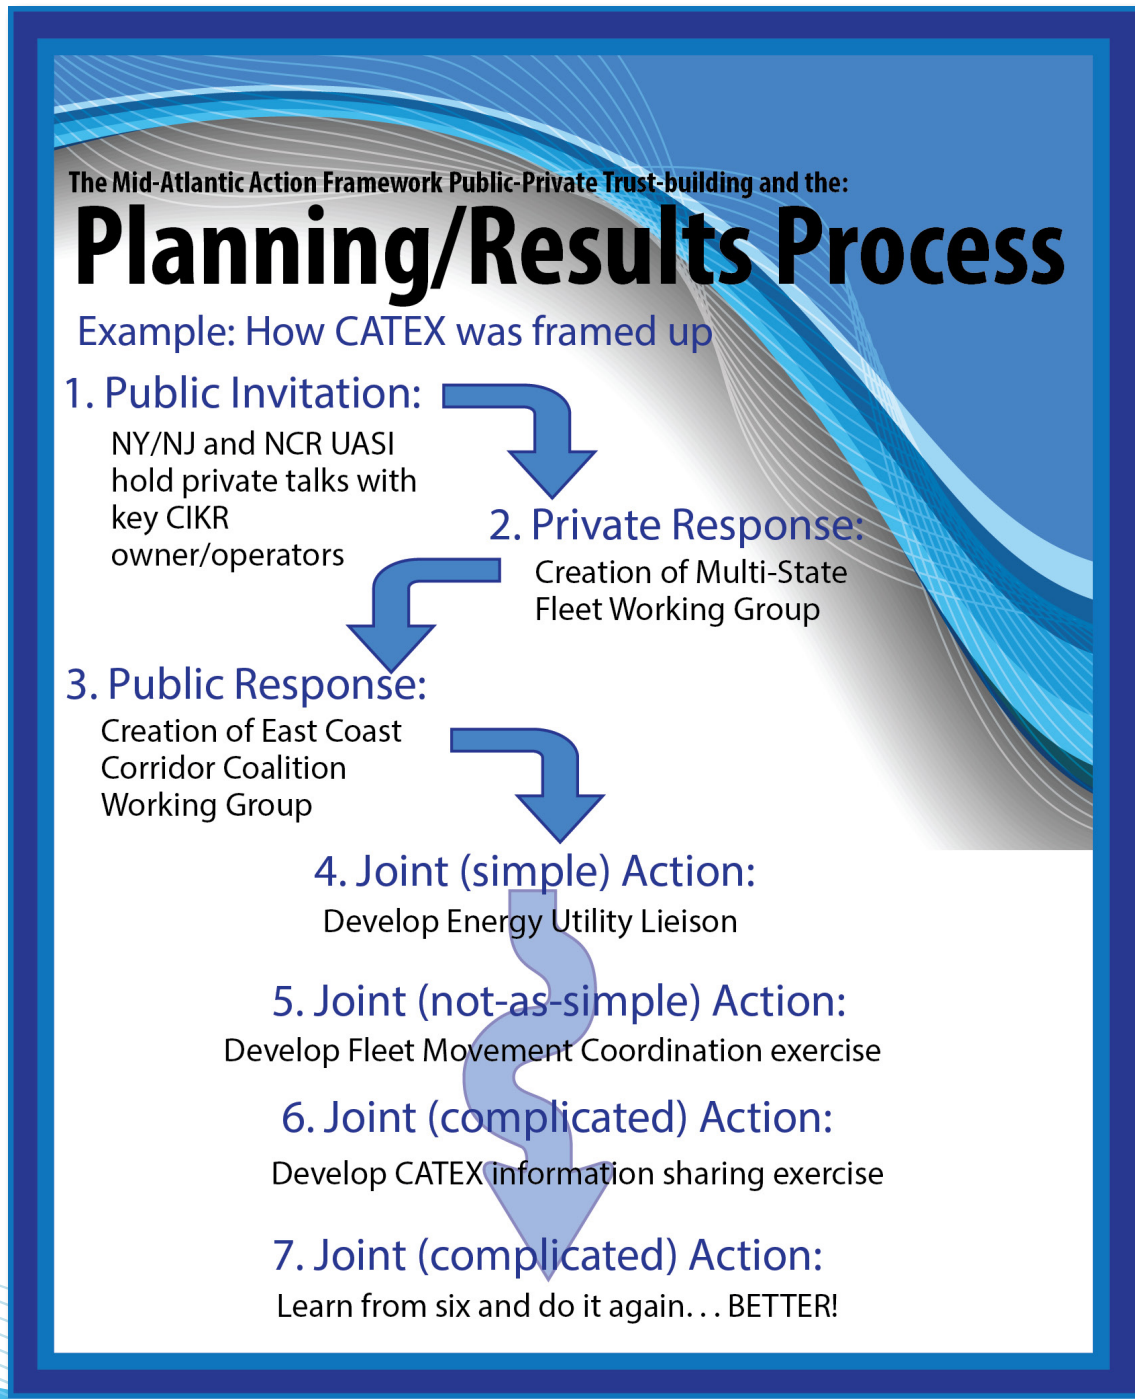 The Mid-Atlantic Action Framework Public-Private Trust-building and the:
Planning/Results Process
Example: How CATEX was framed up
1. Public Invitation:
NY/NJ and NCR UASI
hold private talks with
key CIKR
owner/operators
2. Private Response:
Creation of Multi-State
Fleet Working Group
3. Public Response:
Creation of East Coast
Corridor Coalition
Working Group
4. Joint (simple) Action:
Develop Energy Utility Lieison
5. Joint (not-as-simple) Action:
Develop Fleet Movement Coordination exercise
6. Joint (complicated) Action:
Develop CATEX information sharing exercise
7. Joint (complicated) Action:
Learn from six and do it again. . . BETTER!